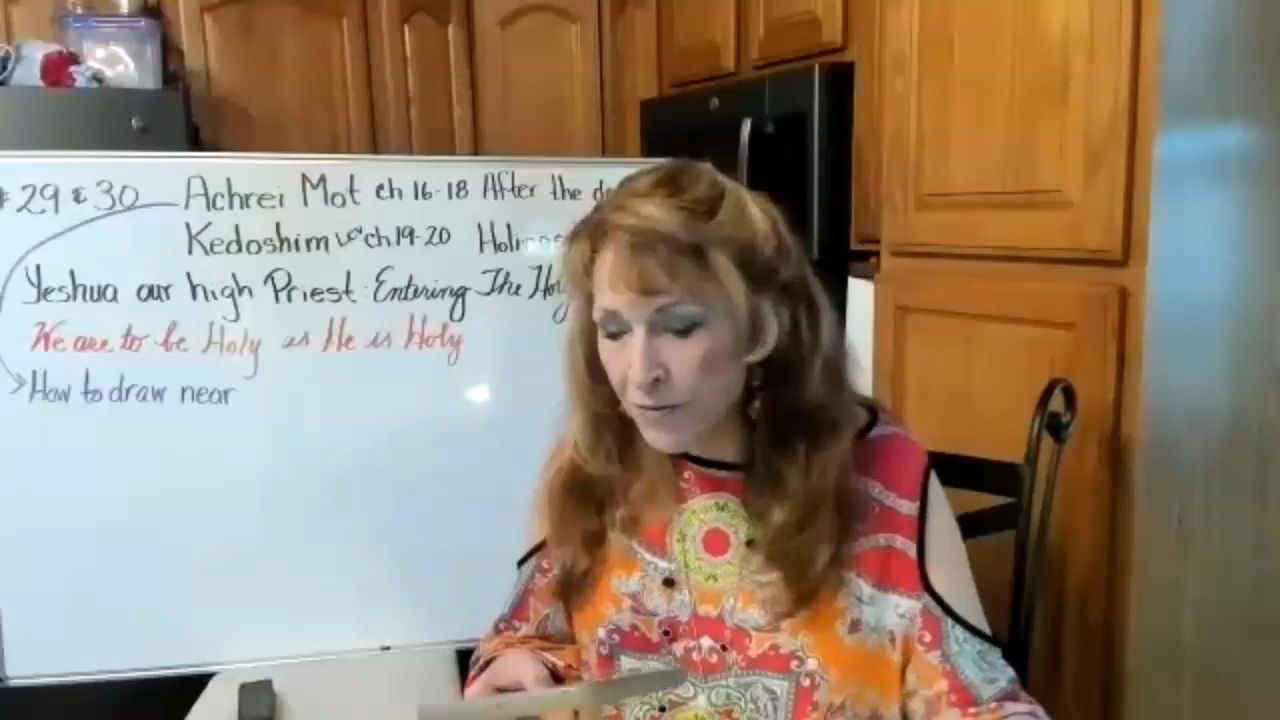 #29 & 30 Achrei Mot ch 16-18 After the
Kedoshim ch 19-20
Yeshua our high Priest: Entering The
We are to be Holy as He is Holy
How to draw near